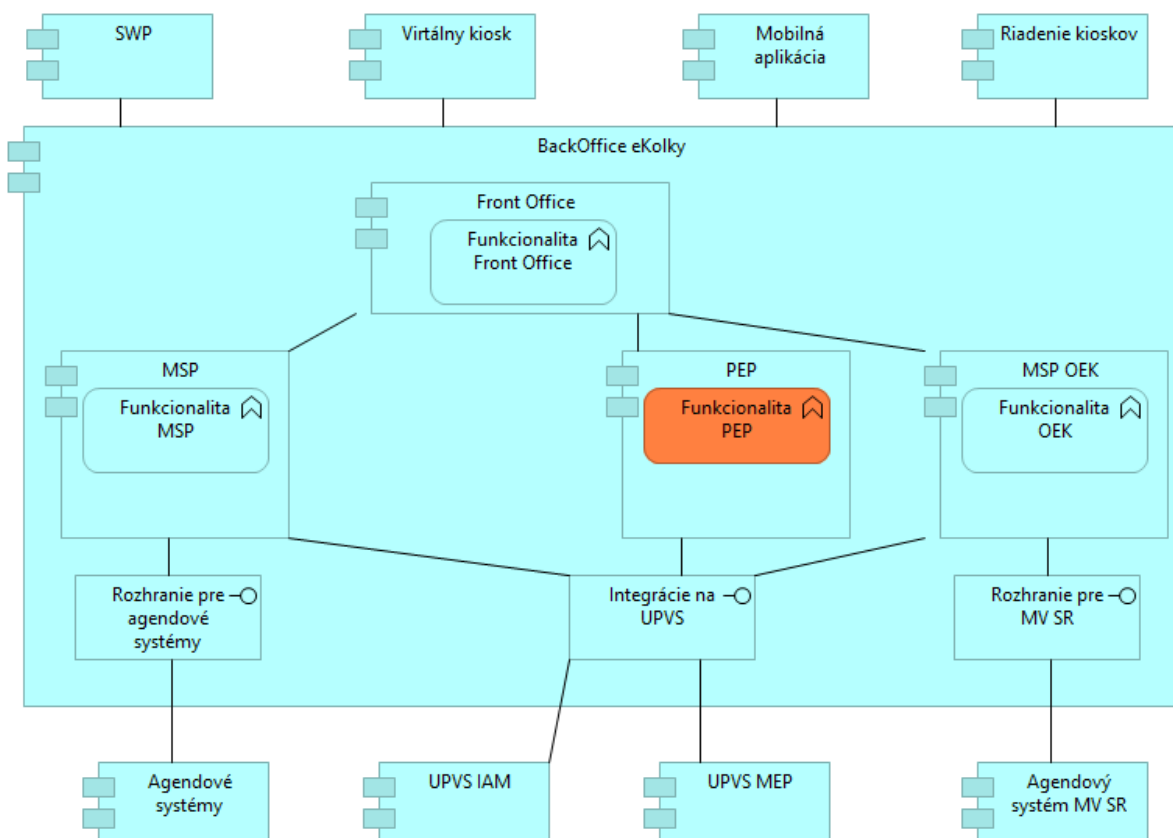 SWP
Virtálny kiosk
Mobilná
aplikácia
Riadenie kioskov
BackOffice eKolky
Front Office
Funkcionalita
Front Office
MSP
Funkcionalita
MSP
PEP
Funkcionalita
PEP
MSP OEK
Funkcionalita
OEK
Rozhranie pre
agendové
systémy
Integrácie na
UPVS
Rozhranie pre
MV SR
Agendové
systémy
UPVS IAM
UPVS MEP
Agendový
systém MV SR